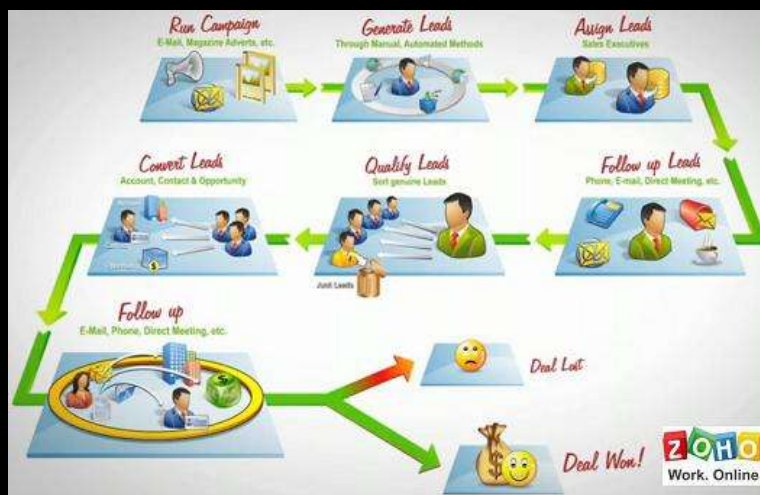 Run Campaign
E-Mail, Magazine Adverts, etc.
Generate Leads
Through Manual, Automated Methods
Assign Leads
Sales Executives
Convert Leads
Account, Contact & Opportunity
Qualify Leads
Sort genuine Leads
Follow up Leads
Phone, E-mail, Direct Meeting, etc.
Junk Leads
Follow up
E-Mail, Phone, Direct Meeting, etc.
Deal Lost
Deal Won!
ZOHO
Work. Online